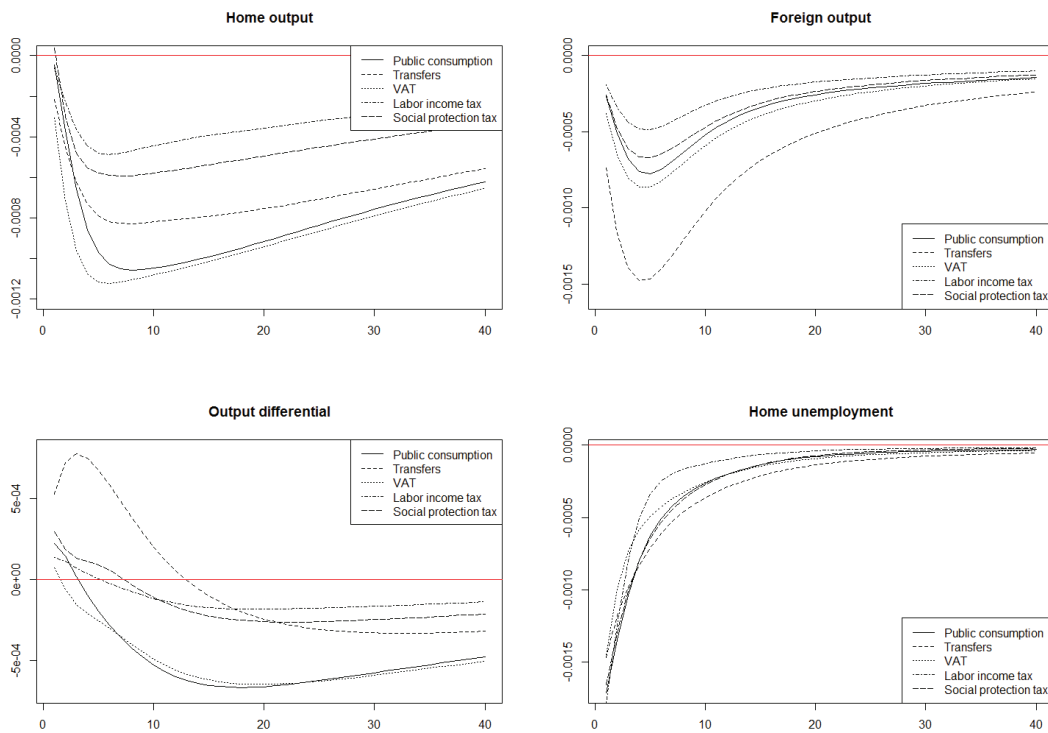 Home output
0.0000
-0.0004
-0.0008
-0.0012
Public consumption
Transfers
VAT
Labor income tax
Social protection tax
0 10 20 30 40
Foreign output
0.0000
-0.0005
-0.0010
-0.0015
Public consumption
Transfers
VAT
Labor income tax
Social protection tax
0 10 20 30 40
Output differential
5e-04
0e+00
-5e-04
Public consumption
Transfers
VAT
Labor income tax
Social protection tax
0 10 20 30 40
Home unemployment
0.0000
-0.0005
-0.0010
-0.0015
Public consumption
Transfers
VAT
Labor income tax
Social protection tax
0 10 20 30 40